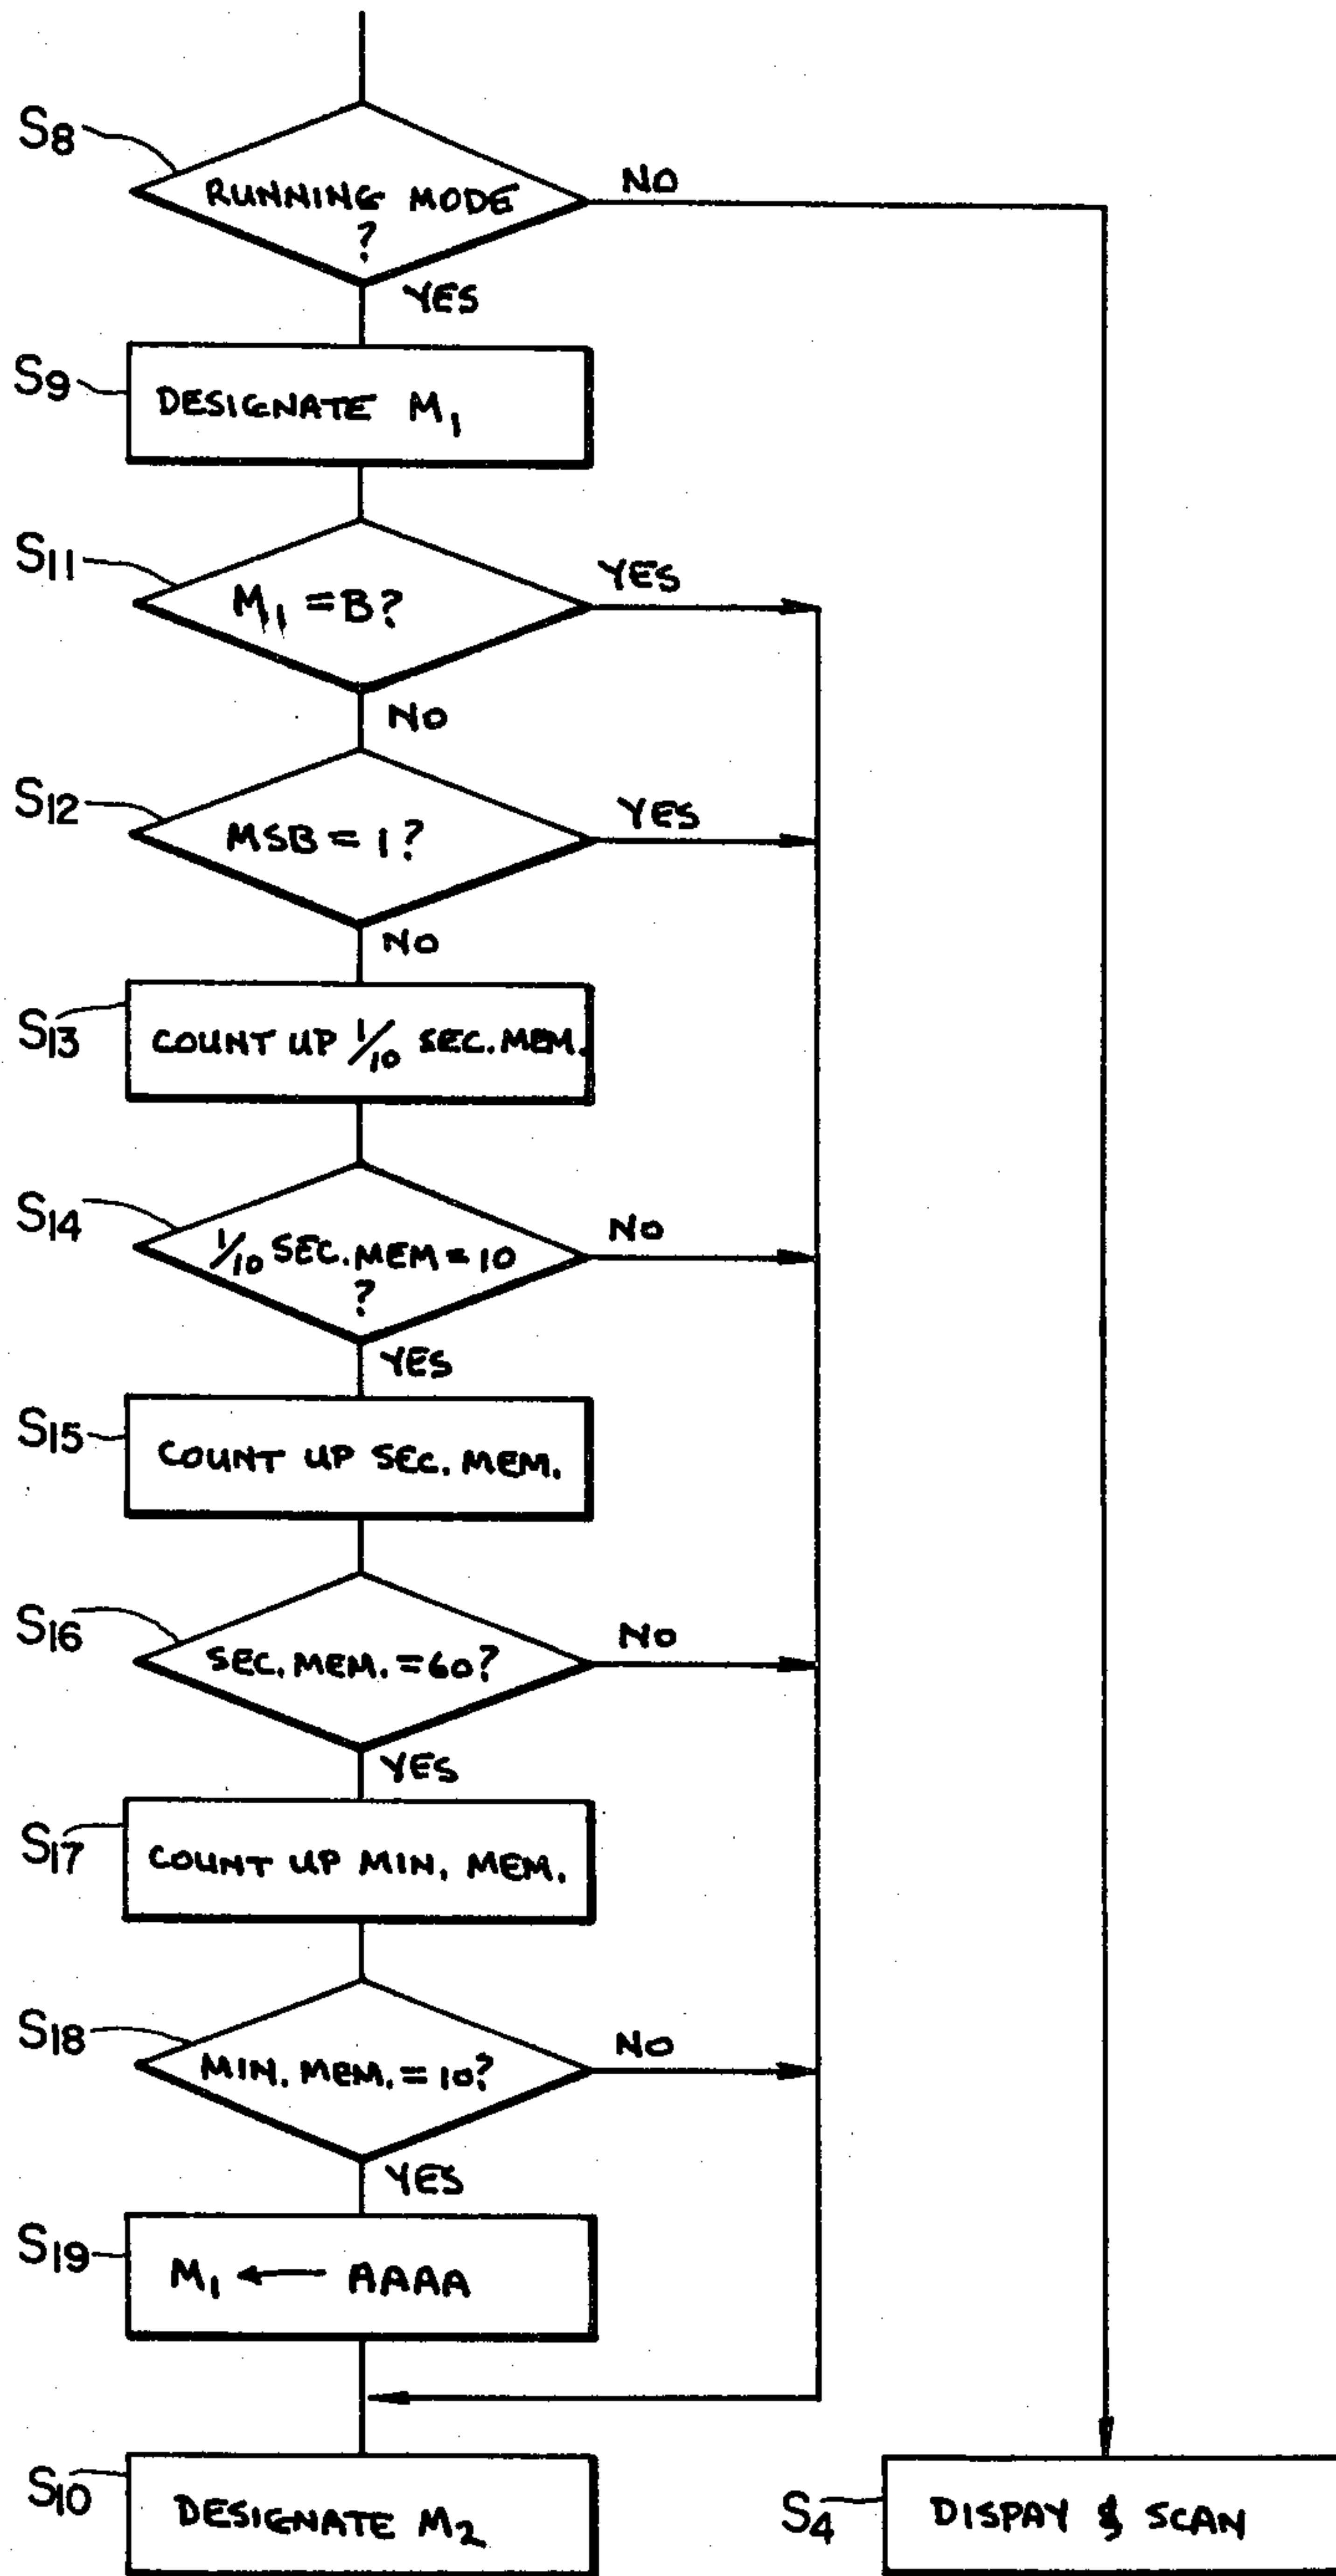 S8
RUNNING MODE
?
NO
YES
S9
DESIGNATE M1
S11
M1 = B?
YES
NO
S12
MSB = 1?
YES
NO
S13
COUNT UP 1/10 SEC. MEM.
S14
1/10 SEC. MEM = 10
?
NO
YES
S15
COUNT UP SEC. MEM.
S16
SEC. MEM. = 60?
NO
YES
S17
COUNT UP MIN. MEM.
S18
MIN. MEM. = 10?
NO
YES
S19
M1 ← AAAA
S10
DESIGNATE M2
S4
DISPAY & SCAN